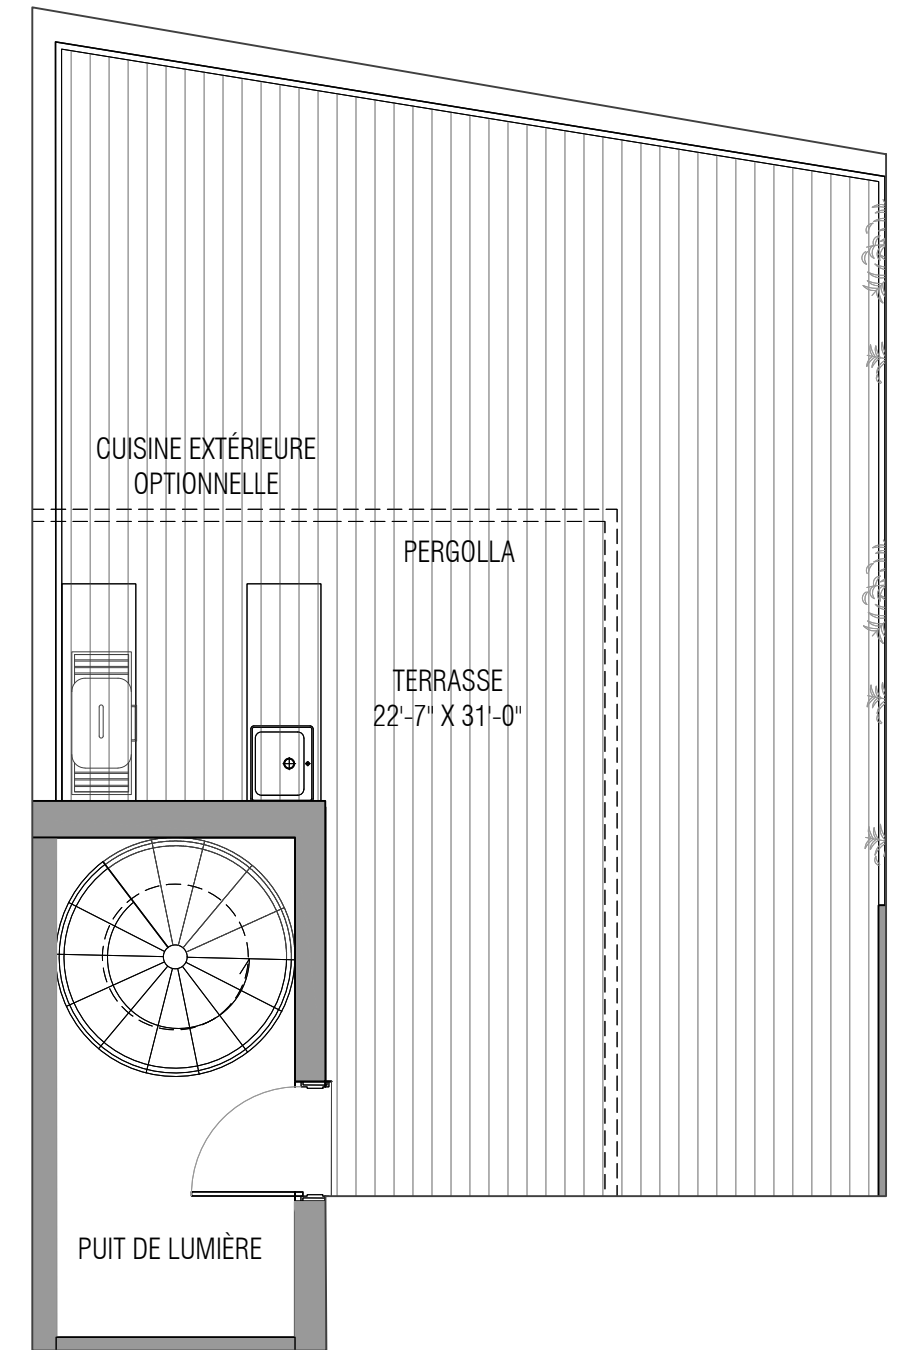 CUISINE EXTÉRIEURE
OPTIONNELLE
PERGOLLA
TERRASSE
22'-7" X 31'-0"
PUIT DE LUMIÈRE